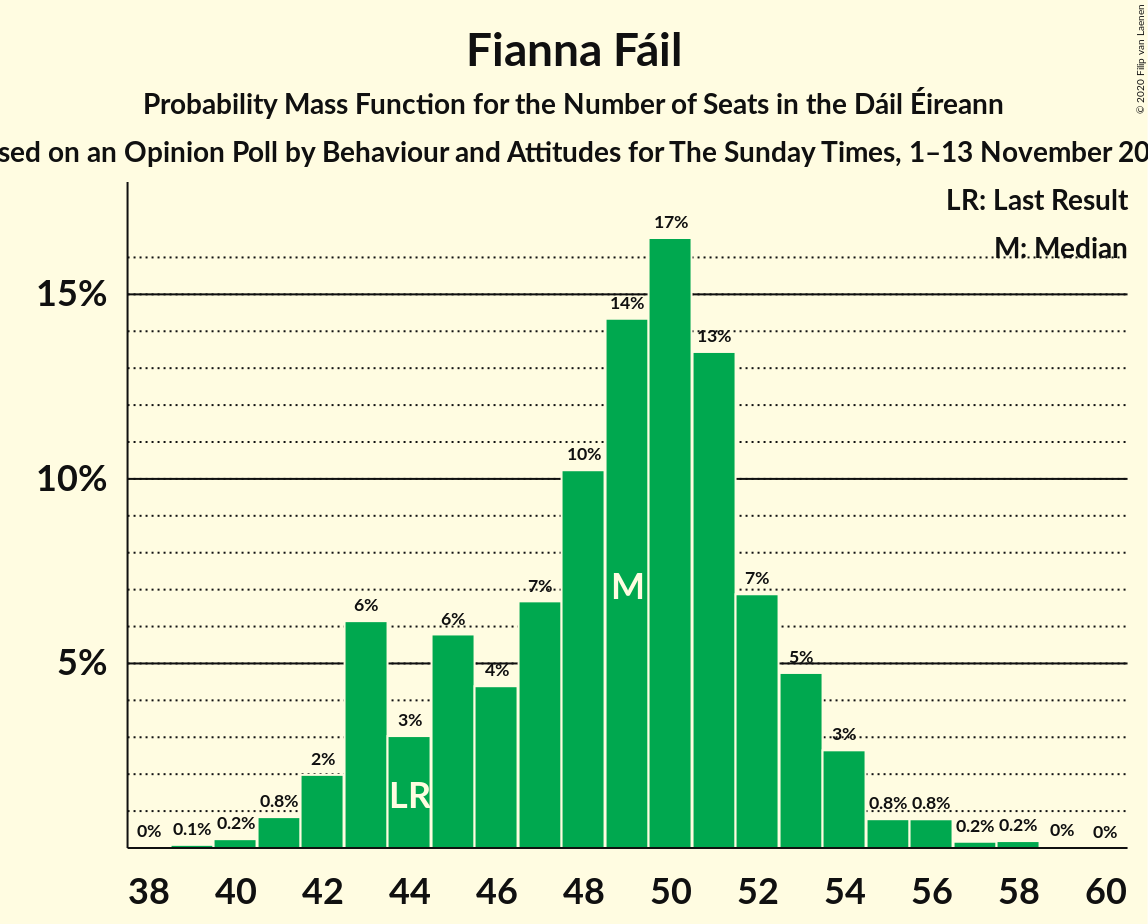 Fianna Fáil
Probability Mass Function for the Number of Seats in the Dáil Éireann
sed on an Opinion Poll by Behaviour and Attitudes for The Sunday Times, 1–13 November 20
© 2020 Filip van Laenen
LR: Last Result
M: Median
15%
10%
5%
0%
0.1%
0.2%
0.8%
2%
6%
3%
6%
4%
7%
10%
14%
17%
13%
7%
5%
3%
0.8%
0.8%
0.2%
0.2%
0%
0%
LR
M
38 40 42 44 46 48 50 52 54 56 58 60